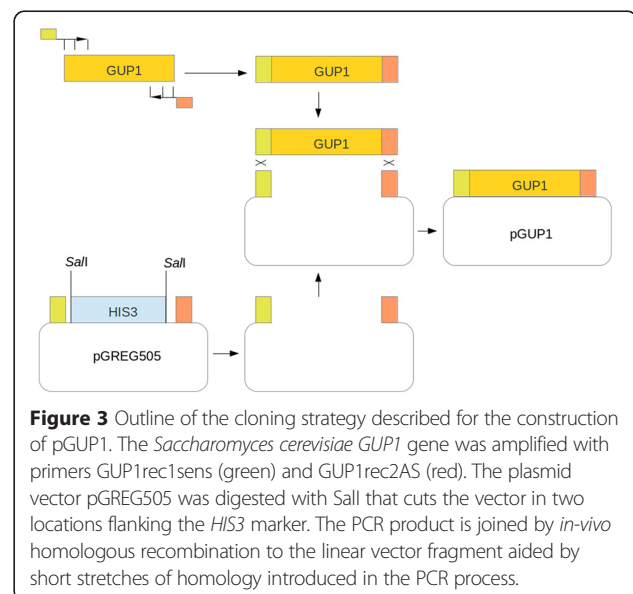 GUP1
GUP1
GUP1
GUP1
pGUP1
SalI SalI
HIS3
pGREG505
Figure 3 Outline of the cloning strategy described for the construction
of pGUP1. The Saccharomyces cerevisiae GUP1 gene was amplified with
primers GUP1rec1sens (green) and GUP1rec2AS (red). The plasmid
vector pGREG505 was digested with SalI that cuts the vector in two
locations flanking the HIS3 marker. The PCR product is joined by in-vivo
homologous recombination to the linear vector fragment aided by
short stretches of homology introduced in the PCR process.